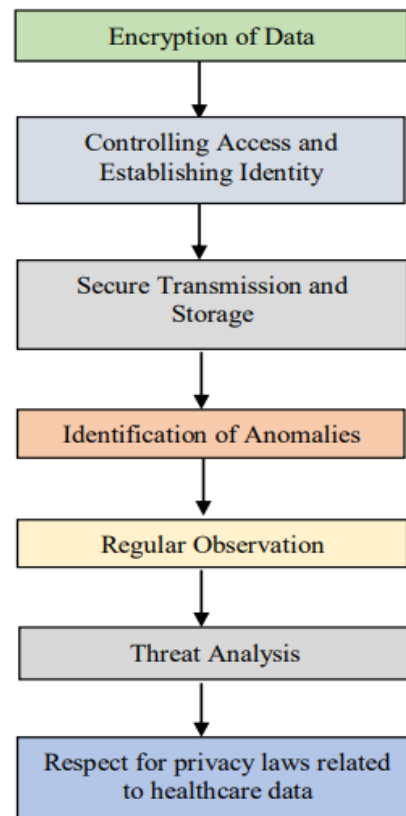 Encryption of Data
Controlling Access and
Establishing Identity
Secure Transmission and
Storage
Identification of Anomalies
Regular Observation
Threat Analysis
Respect for privacy laws related
to healthcare data